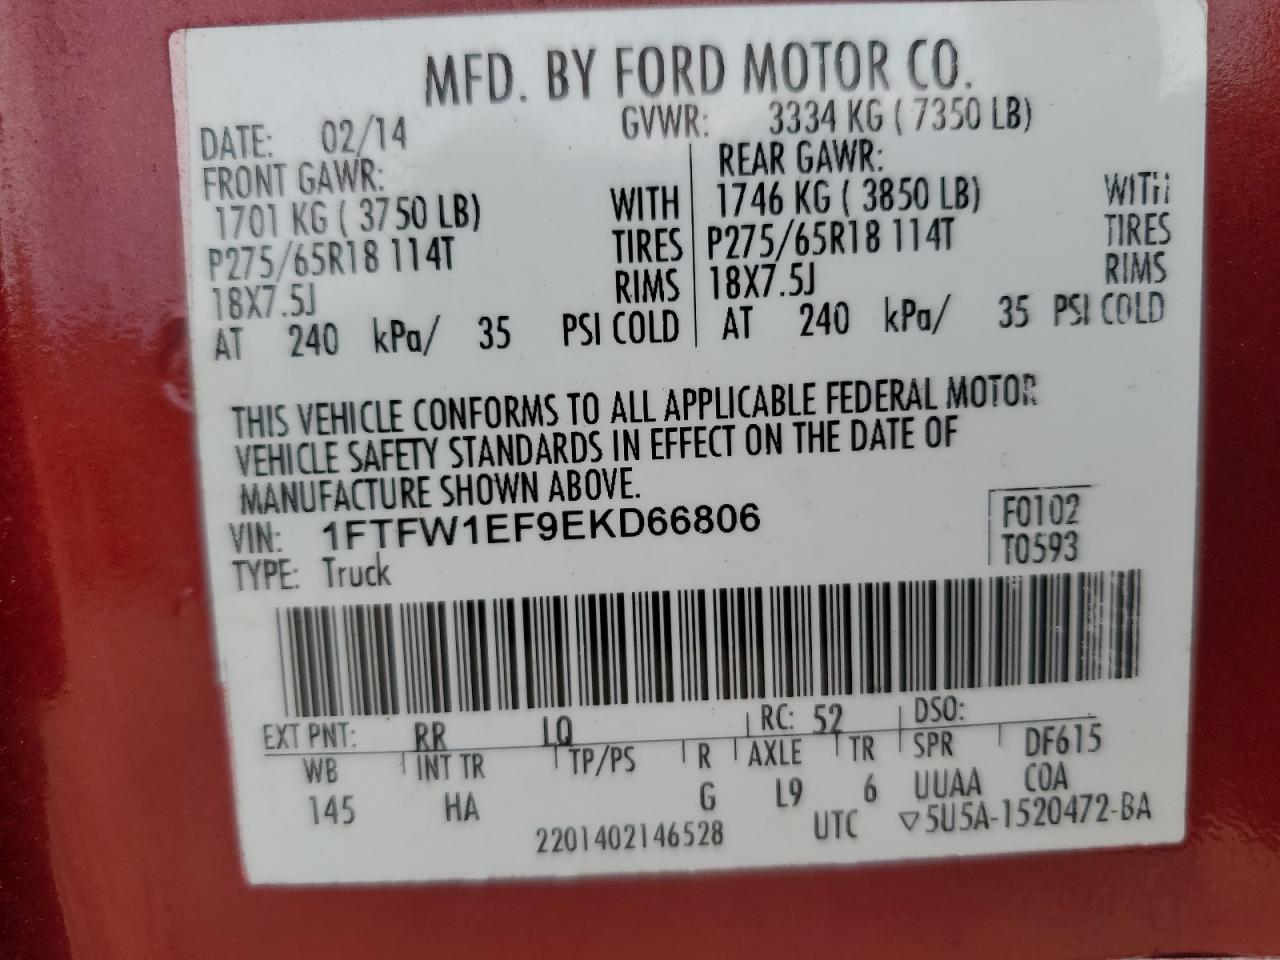 MFD. BY FORD MOTOR CO.
DATE: 02/14 GVWR: 3334 KG ( 7350 LB)
FRONT GAWR: REAR GAWR:
1701 KG ( 3750 LB) WITH 1746 KG ( 3850 LB) WITH
P275/65R18 114T TIRES P275/65R18 114T TIRES
18X7.5J RIMS 18X7.5J RIMS
AT 240 kPa/ 35 PSI COLD AT 240 kPa/ 35 PSI COLD
THIS VEHICLE CONFORMS TO ALL APPLICABLE FEDERAL MOTOR
VEHICLE SAFETY STANDARDS IN EFFECT ON THE DATE OF
MANUFACTURE SHOWN ABOVE.
VIN: 1FTFW1EF9EKD66806 F0102
TYPE: Truck T0593
EXT PNT: RR LQ RC: 52 DSO:
WB INT TR TP/PS R AXLE TR SPR DF615
145 HA G L9 6 UUAA COA
2201402146528 UTC ▽5U5A-1520472-BA